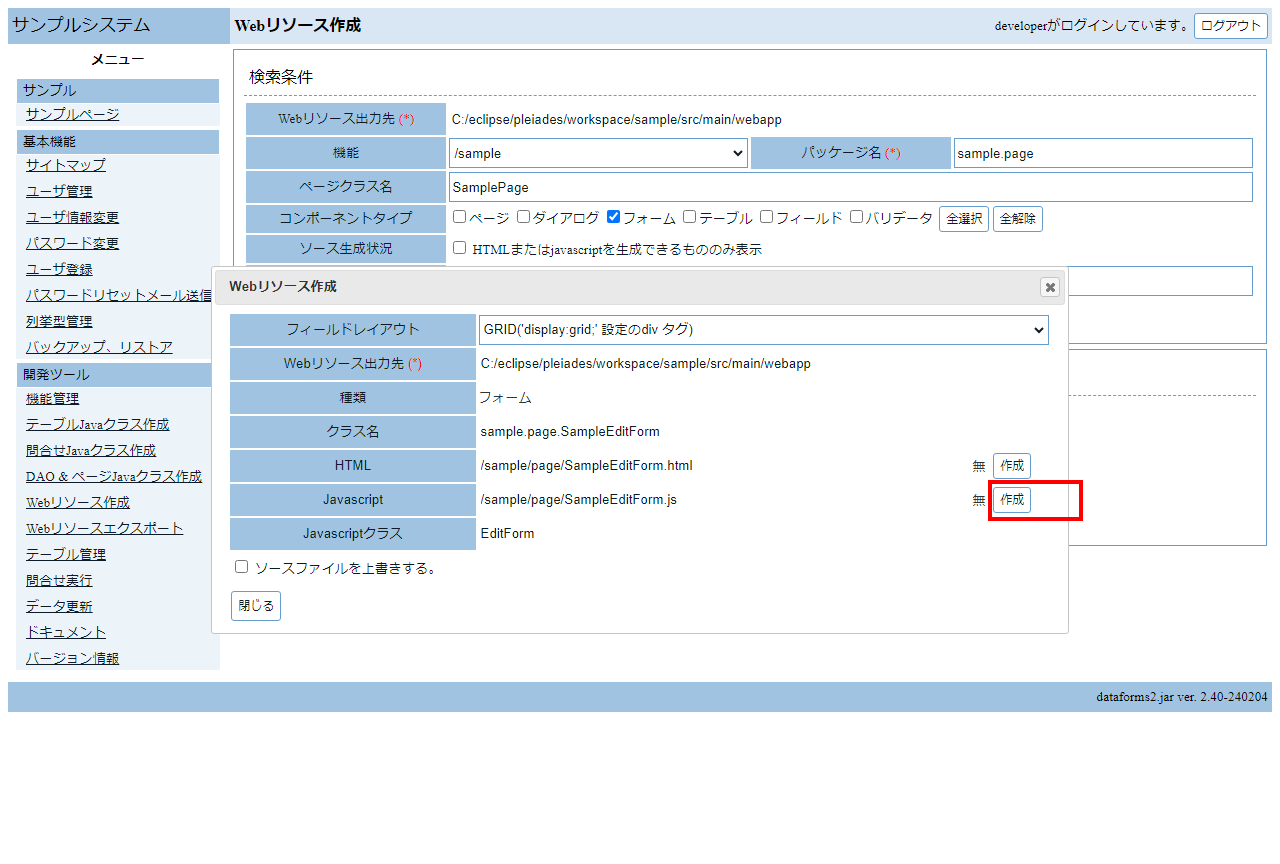 サンプルシステム
Webリソース作成
developerがログインしています。 ログアウト
メニュー
サンプル
サンプルページ
基本機能
サイトマップ
ユーザ管理
ユーザ情報変更
パスワード変更
ユーザ登録
パスワードリセットメール送信
列挙型管理
バックアップ、リストア
開発ツール
機能管理
テーブルJavaクラス作成
問合せJavaクラス作成
DAO & ページJavaクラス作成
Webリソース作成
Webリソースエクスポート
テーブル管理
問合せ実行
データ更新
ドキュメント
バージョン情報
検索条件
Webリソース出力先 (*) C:/eclipse/pleiades/workspace/sample/src/main/webapp
機能 /sample パッケージ名 (*) sample.page
ページクラス名 SamplePage
コンポーネントタイプ ページ ダイアログ フォーム テーブル フィールド バリデータ 全選択 全解除
ソース生成状況 HTMLまたはjavascriptを生成できるもののみ表示
Webリソース作成
フィールドレイアウト GRID('display:grid;' 設定のdiv タグ)
Webリソース出力先 (*) C:/eclipse/pleiades/workspace/sample/src/main/webapp
種類 フォーム
クラス名 sample.page.SampleEditForm
HTML /sample/page/SampleEditForm.html 無 作成
Javascript /sample/page/SampleEditForm.js 無 作成
Javascriptクラス EditForm
ソースファイルを上書きする。
閉じる
dataforms2.jar ver. 2.40-240204